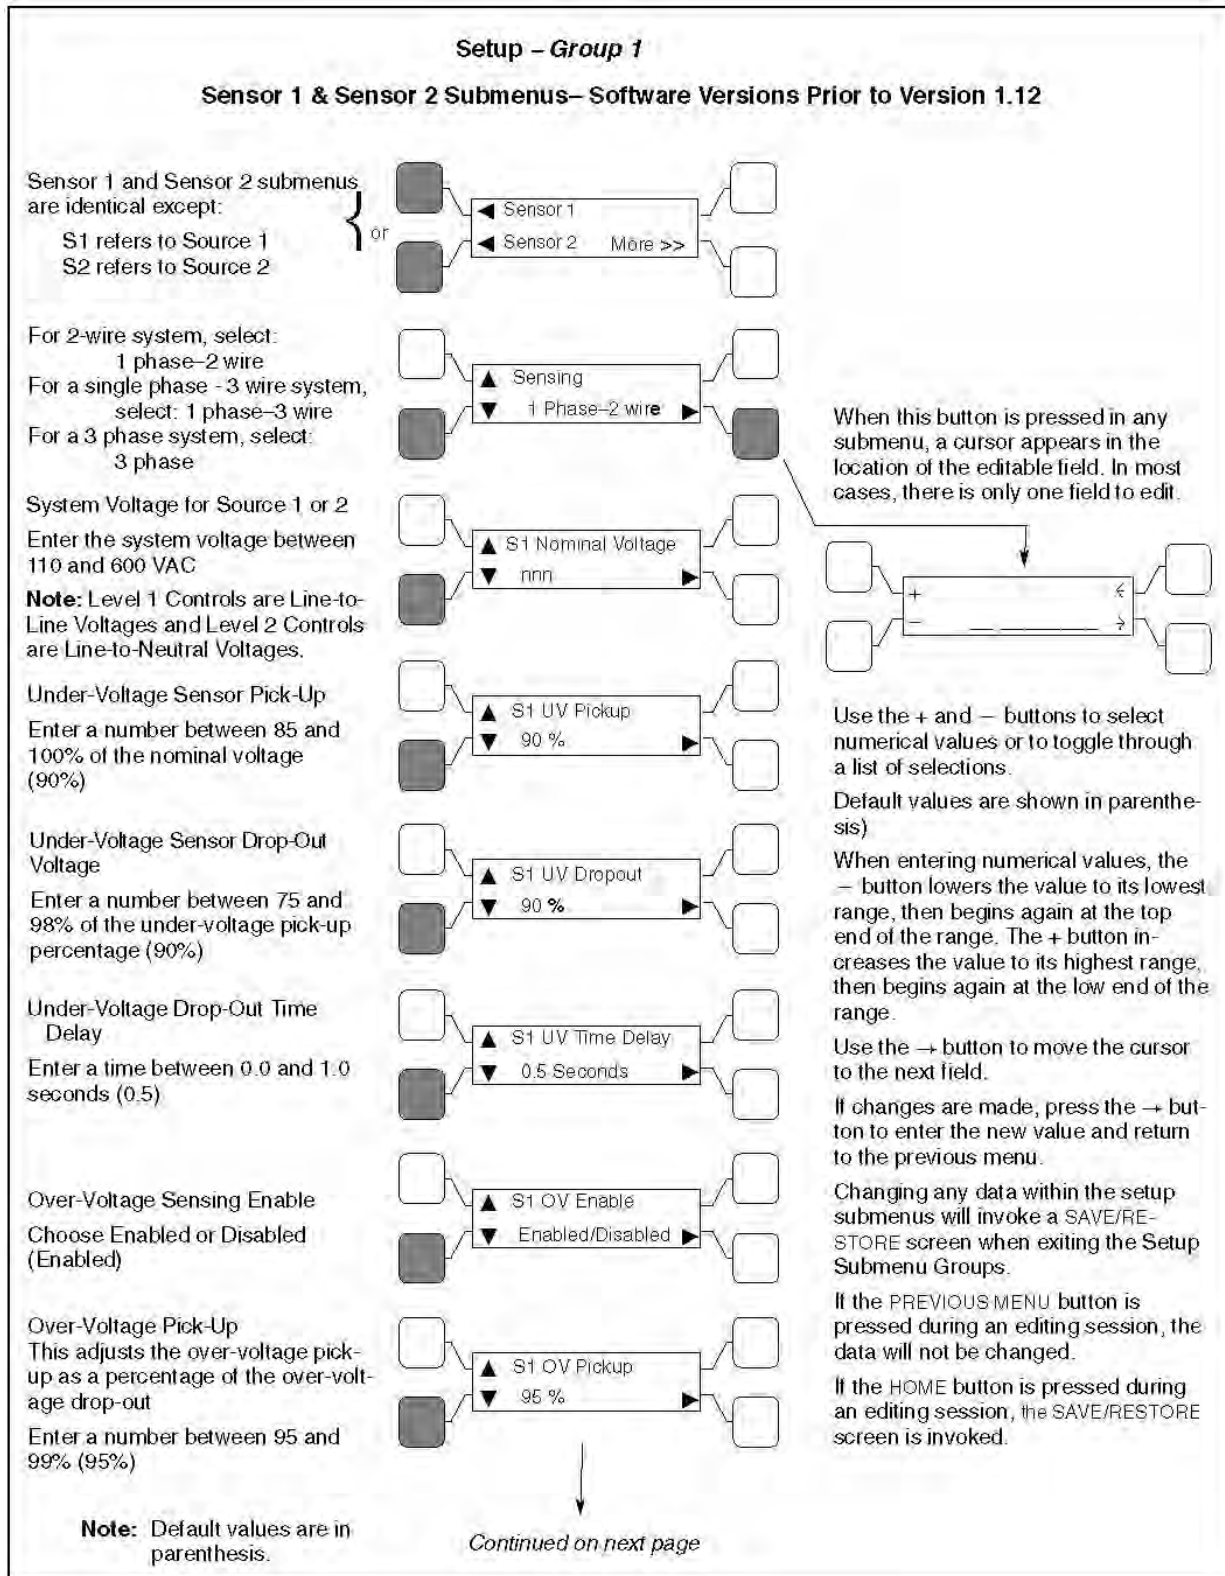 Setup – Group 1
Sensor 1 & Sensor 2 Submenus– Software Versions Prior to Version 1.12
Sensor 1 and Sensor 2 submenus
are identical except:
S1 refers to Source 1
S2 refers to Source 2
{ or
◀ Sensor 1
◀ Sensor 2 More >>
For 2-wire system, select:
1 phase–2 wire
For a single phase - 3 wire system,
select: 1 phase–3 wire
For a 3 phase system, select:
3 phase
▲ Sensing
▼ 1 Phase–2 wire ▶
System Voltage for Source 1 or 2
Enter the system voltage between
110 and 600 VAC
Note: Level 1 Controls are Line-to-
Line Voltages and Level 2 Controls
are Line-to-Neutral Voltages.
▲ S1 Nominal Voltage
▼ nnn ▶
Under-Voltage Sensor Pick-Up
Enter a number between 85 and
100% of the nominal voltage
(90%)
▲ S1 UV Pickup
▼ 90 % ▶
Under-Voltage Sensor Drop-Out
Voltage
Enter a number between 75 and
98% of the under-voltage pick-up
percentage (90%)
▲ S1 UV Dropout
▼ 90 % ▶
Under-Voltage Drop-Out Time
Delay
Enter a time between 0.0 and 1.0
seconds (0.5)
▲ S1 UV Time Delay
▼ 0.5 Seconds ▶
Over-Voltage Sensing Enable
Choose Enabled or Disabled
(Enabled)
▲ S1 OV Enable
▼ Enabled/Disabled ▶
Over-Voltage Pick-Up
This adjusts the over-voltage pick-
up as a percentage of the over-volt-
age drop-out
Enter a number between 95 and
99% (95%)
▲ S1 OV Pickup
▼ 95 % ▶
Note: Default values are in
parenthesis.
Continued on next page
When this button is pressed in any
submenu, a cursor appears in the
location of the editable field. In most
cases, there is only one field to edit.
+ ←
– _ _______ →
Use the + and — buttons to select
numerical values or to toggle through
a list of selections.
Default values are shown in parenthe-
sis)
When entering numerical values, the
— button lowers the value to its lowest
range, then begins again at the top
end of the range. The + button in-
creases the value to its highest range,
then begins again at the low end of the
range.
Use the → button to move the cursor
to the next field.
If changes are made, press the → but-
ton to enter the new value and return
to the previous menu.
Changing any data within the setup
submenus will invoke a SAVE/RE-
STORE screen when exiting the Setup
Submenu Groups.
If the PREVIOUS MENU button is
pressed during an editing session, the
data will not be changed.
If the HOME button is pressed during
an editing session, the SAVE/RESTORE
screen is invoked.